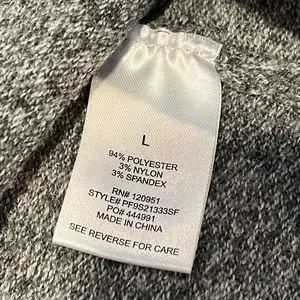 L
94% POLYESTER
3% NYLON
3% SPANDEX
RN# 120951
STYLE# PF9S21333SF
PO# 444991
MADE IN CHINA
SEE REVERSE FOR CARE